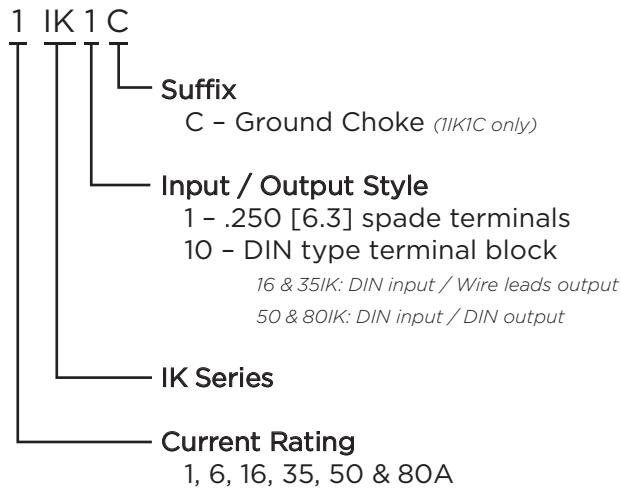 1 IK 1 C
Suffix
C – Ground Choke (1IK1C only)
Input / Output Style
1 – .250 [6.3] spade terminals
10 – DIN type terminal block
16 & 35IK: DIN input / Wire leads output
50 & 80IK: DIN input / DIN output
IK Series
Current Rating
1, 6, 16, 35, 50 & 80A